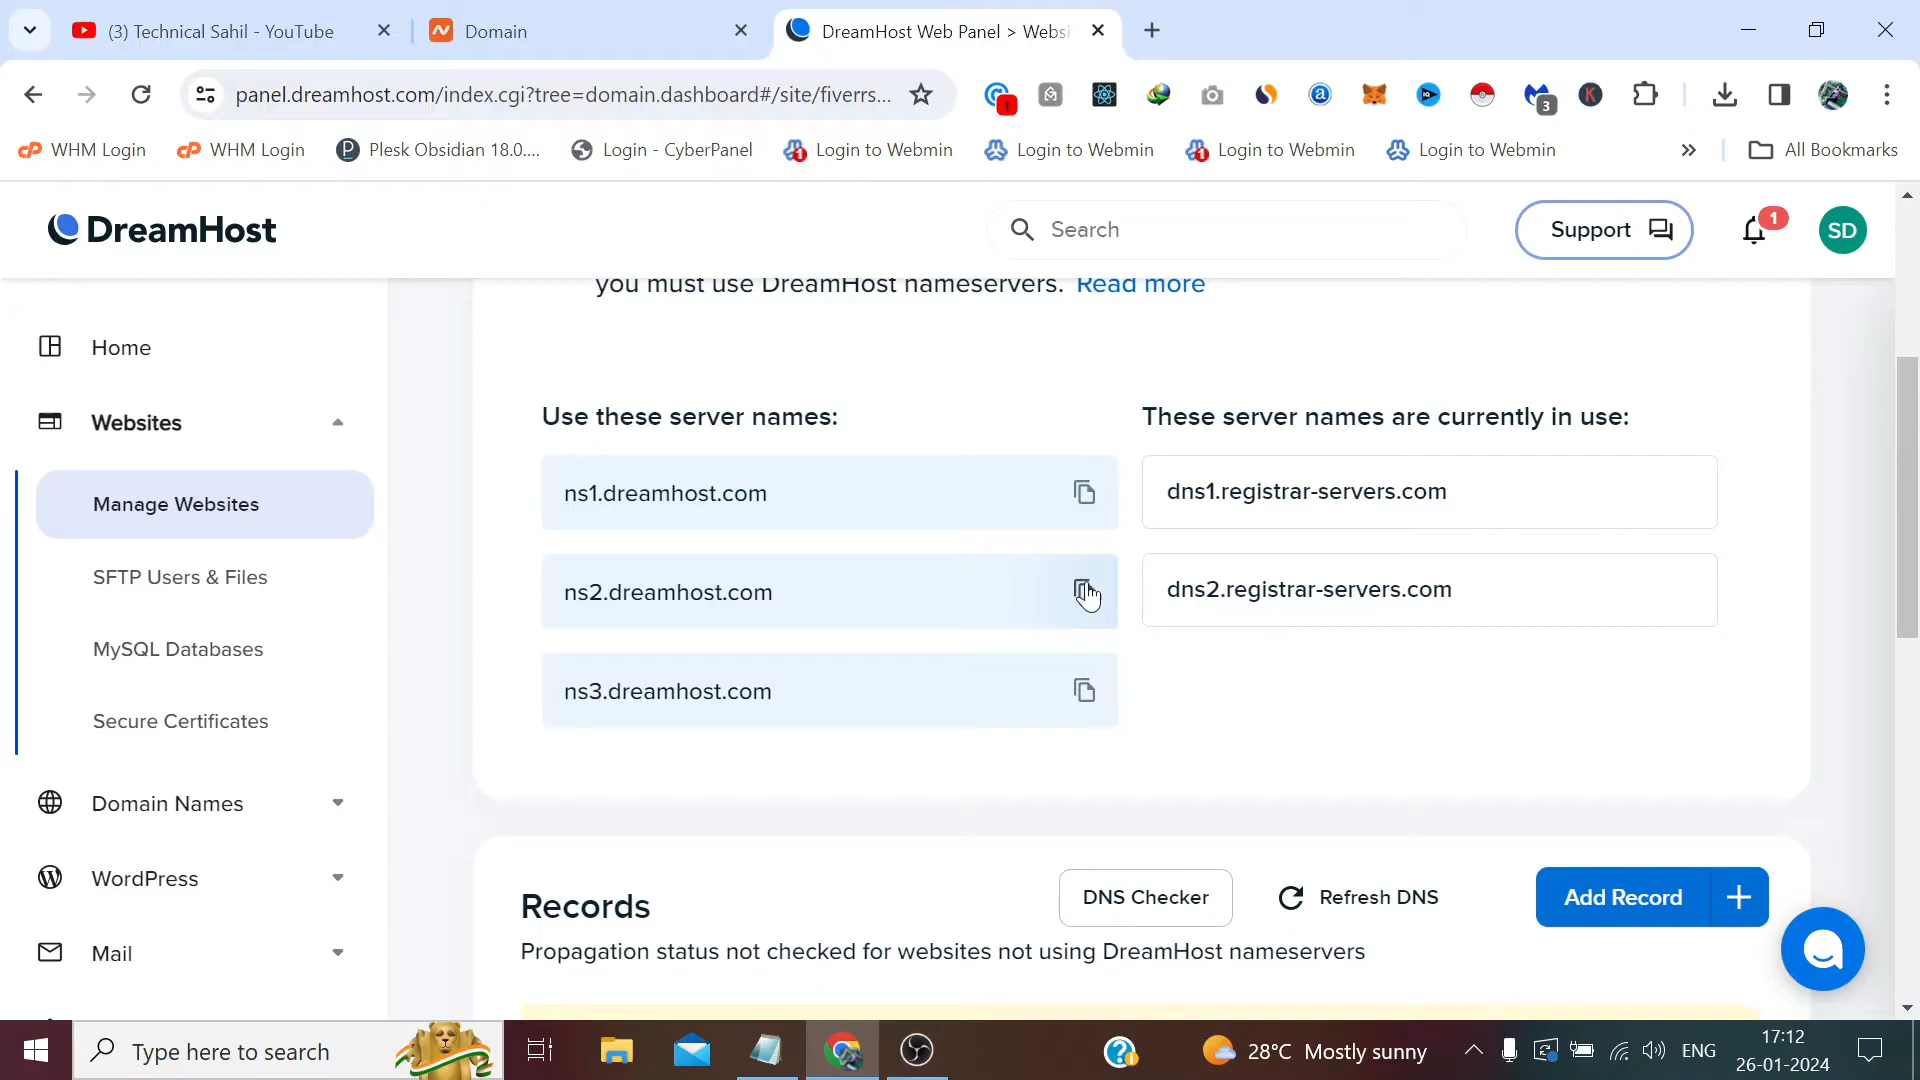 (3) Technical Sahil - YouTube
Domain
DreamHost Web Panel > Websi
panel.dreamhost.com/index.cgi?tree=domain.dashboard#/site/fiverrs...
1
3
WHM Login
WHM Login
Plesk Obsidian 18.0....
Login - CyberPanel
Login to Webmin
Login to Webmin
Login to Webmin
Login to Webmin
All Bookmarks
DreamHost
Search
Support
1
SD
you must use DreamHost nameservers. Read more
Home
Websites
Manage Websites
SFTP Users & Files
MySQL Databases
Secure Certificates
Domain Names
WordPress
Mail
Use these server names:
ns1.dreamhost.com
ns2.dreamhost.com
ns3.dreamhost.com
These server names are currently in use:
dns1.registrar-servers.com
dns2.registrar-servers.com
Records
DNS Checker
Refresh DNS
Add Record
Propagation status not checked for websites not using DreamHost nameservers
Type here to search
28°C Mostly sunny
ENG
17:12
26-01-2024